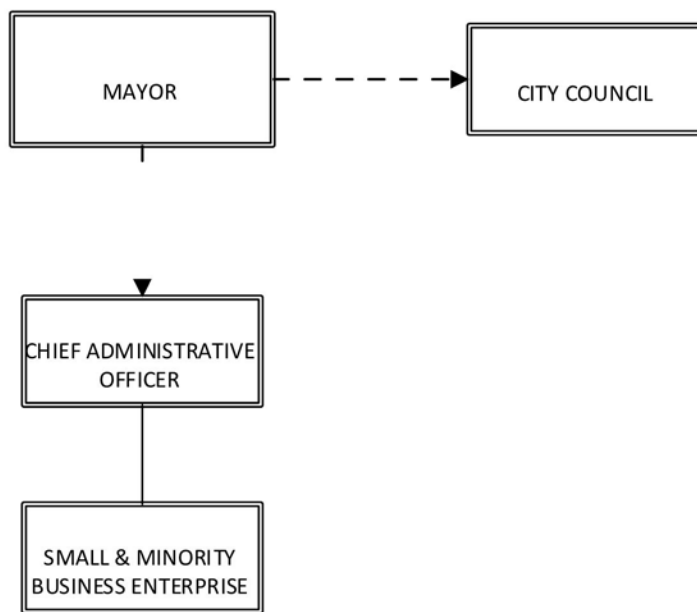 MAYOR
CITY COUNCIL
CHIEF ADMINISTRATIVE
OFFICER
SMALL & MINORITY
BUSINESS ENTERPRISE